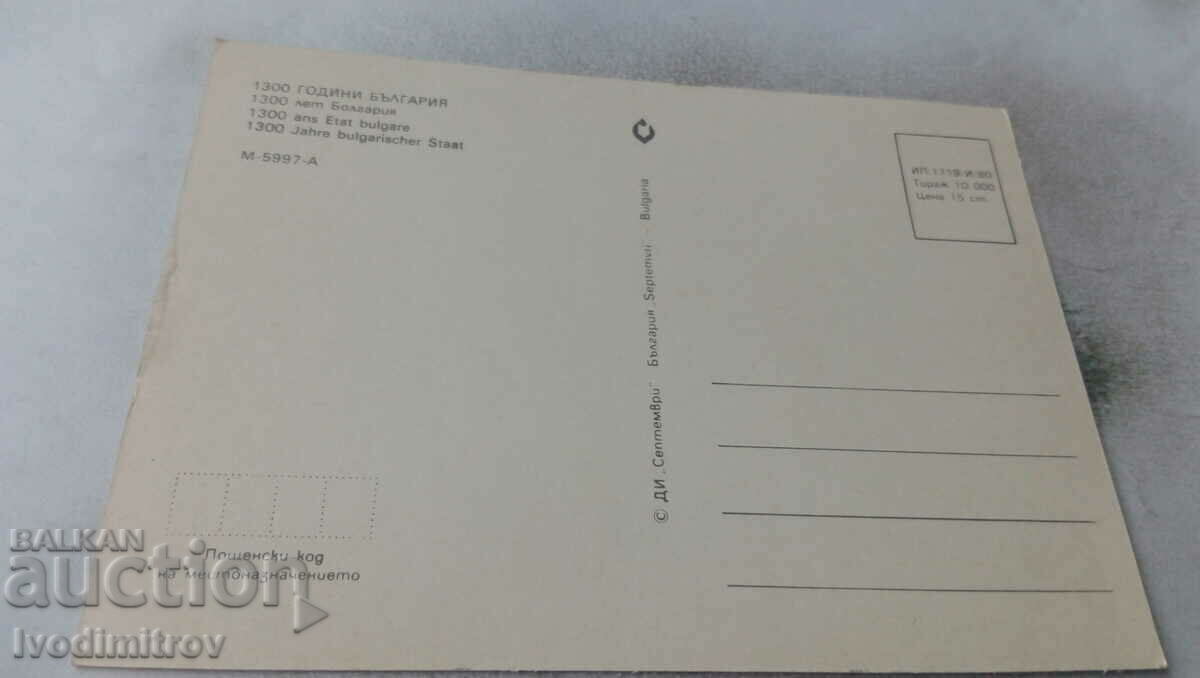 1300 ГОДИНИ БЪЛГАРИЯ
1300 лет Болгария
1300 ans Etat bulgare
1300 Jahre bulgarischer Staat
М-5997-А
Тираж 10 000
Цена 15 ст.
© ДИ „Септември" България „Septemvri" - Bulgaria
Пощенски код
на местоназначението
BALKAN
auction
Ivodimitrov